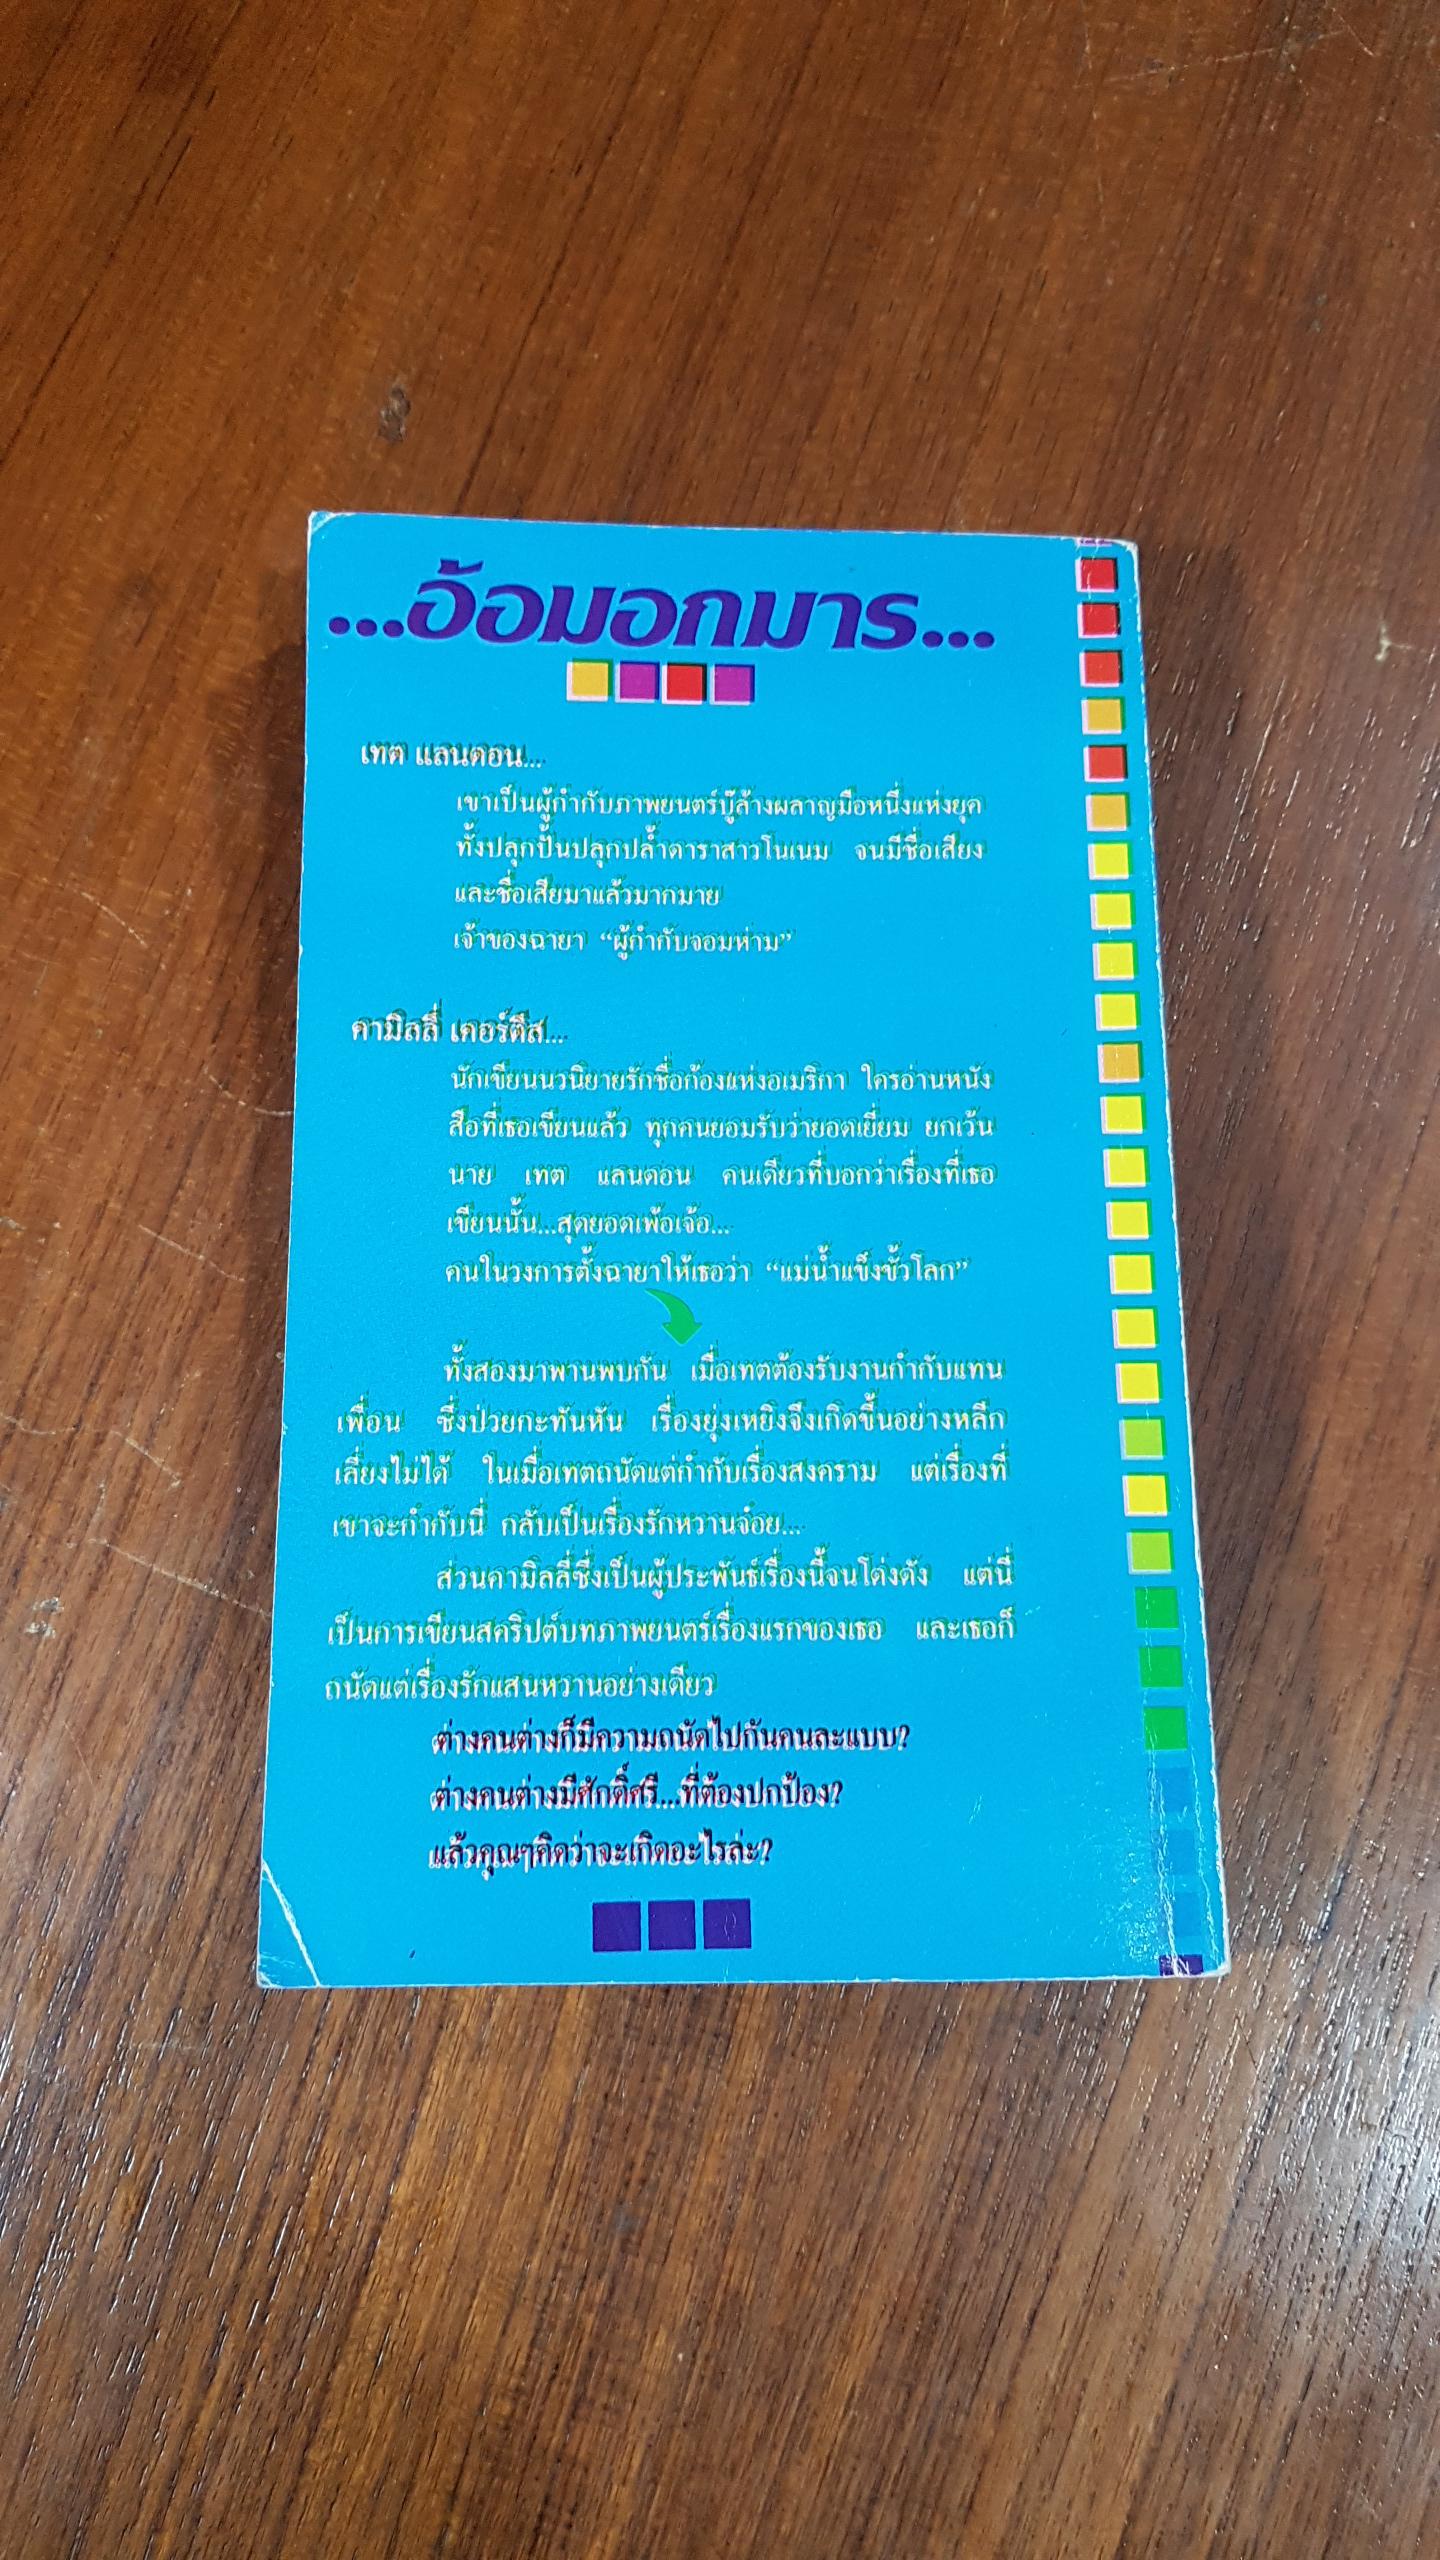 ...อ้อมอกมาร...
เทต แลนดอน...
เขาเป็นผู้กำกับภาพยนตร์บู๊ล้างผลาญมือหนึ่งแห่งยุค
ทั้งปลุกปั้นปลุกปล้ำดาราสาวโนเนม จนมีชื่อเสียง
และชื่อเสียมาแล้วมากมาย
เจ้าของฉายา “ผู้กำกับจอมห่าม”
คามิลลี่ เคอร์ตีส...
นักเขียนนวนิยายรักชื่อก้องแห่งอเมริกา ใครอ่านหนัง
สือที่เธอเขียนแล้ว ทุกคนยอมรับว่ายอดเยี่ยม ยกเว้น
นาย เทต แลนดอน คนเดียวที่บอกว่าเรื่องที่เธอ
เขียนนั้น...สุดยอดเพ้อเจ้อ...
คนในวงการตั้งฉายาให้เธอว่า “แม่น้ำแข็งขั้วโลก”
ทั้งสองมาพานพบกัน เมื่อเทตต้องรับงานกำกับแทน
เพื่อน ซึ่งป่วยกะทันหัน เรื่องยุ่งเหยิงจึงเกิดขึ้นอย่างหลีก
เลี่ยงไม่ได้ ในเมื่อเทตถนัดแต่กำกับเรื่องสงคราม แต่เรื่องที่
เขาจะกำกับนี่ กลับเป็นเรื่องรักหวานจ๋อย...
ส่วนคามิลลี่ซึ่งเป็นผู้ประพันธ์เรื่องนี้จนโด่งดัง แต่นี่
เป็นการเขียนสคริปต์บทภาพยนตร์เรื่องแรกของเธอ และเธอก็
ถนัดแต่เรื่องรักแสนหวานอย่างเดียว
ต่างคนต่างก็มีความถนัดไปกันคนละแบบ?
ต่างคนต่างมีศักดิ์ศรี...ที่ต้องปกป้อง?
แล้วคุณๆคิดว่าจะเกิดอะไรล่ะ?